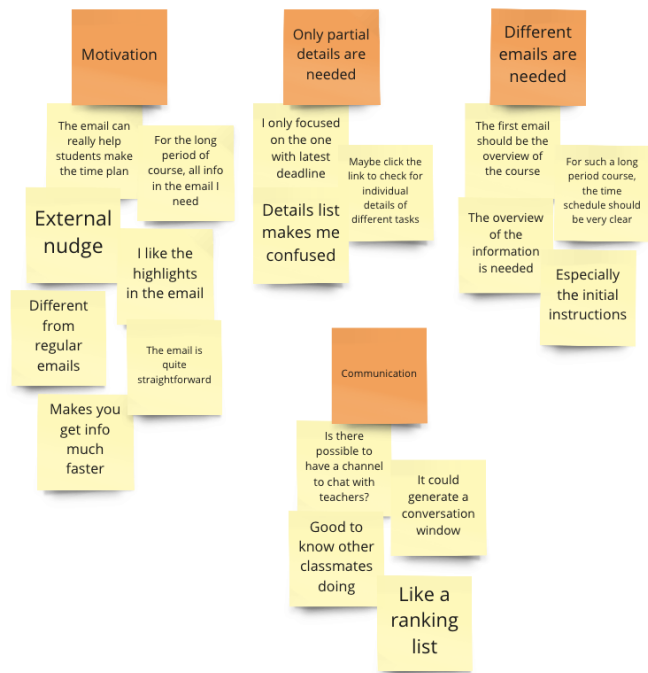 Motivation
The email can
really help
students make
the time plan
For the long
period of
course, all info
in the email I
need
External
nudge
I like the
highlights
in the email
Different
from
regular
emails
The email is
quite
straightforward
Makes you
get info
much
faster
Only partial
details are
needed
I only focused
on the one
with latest
deadline
Maybe click the
link to check for
individual
details of
different tasks
Details list
makes me
confused
Different
emails are
needed
The first email
should be the
overview of
the course
For such a long
period course,
the time
schedule should
be very clear
The overview
of the
information
is needed
Especially
the initial
instructions
Communication
Is there
possible to
have a channel
to chat with
teachers?
It could
generate a
conversation
window
Good to
know other
classmates
doing
Like a
ranking
list